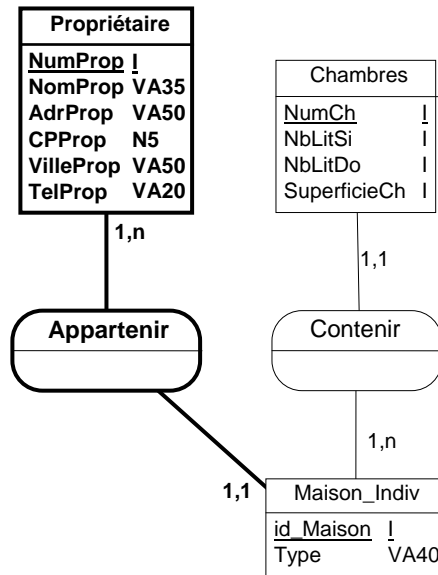 Propriétaire
NumProp I
NomProp VA35
AdrProp VA50
CPProp N5
VilleProp VA50
TelProp VA20
Chambres
NumCh I
NbLitSi I
NbLitDo I
SuperficieCh I
1,n
1,1
Appartenir
Contenir
1,n
1,1
Maison_Indiv
id_Maison I
Type VA40